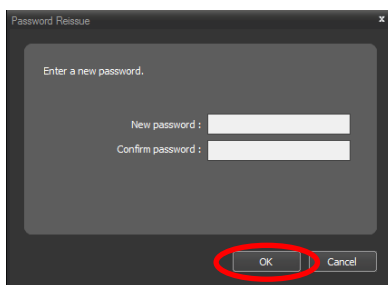 Password Reissue x
Enter a new password.
New password :
Confirm password :
OK Cancel